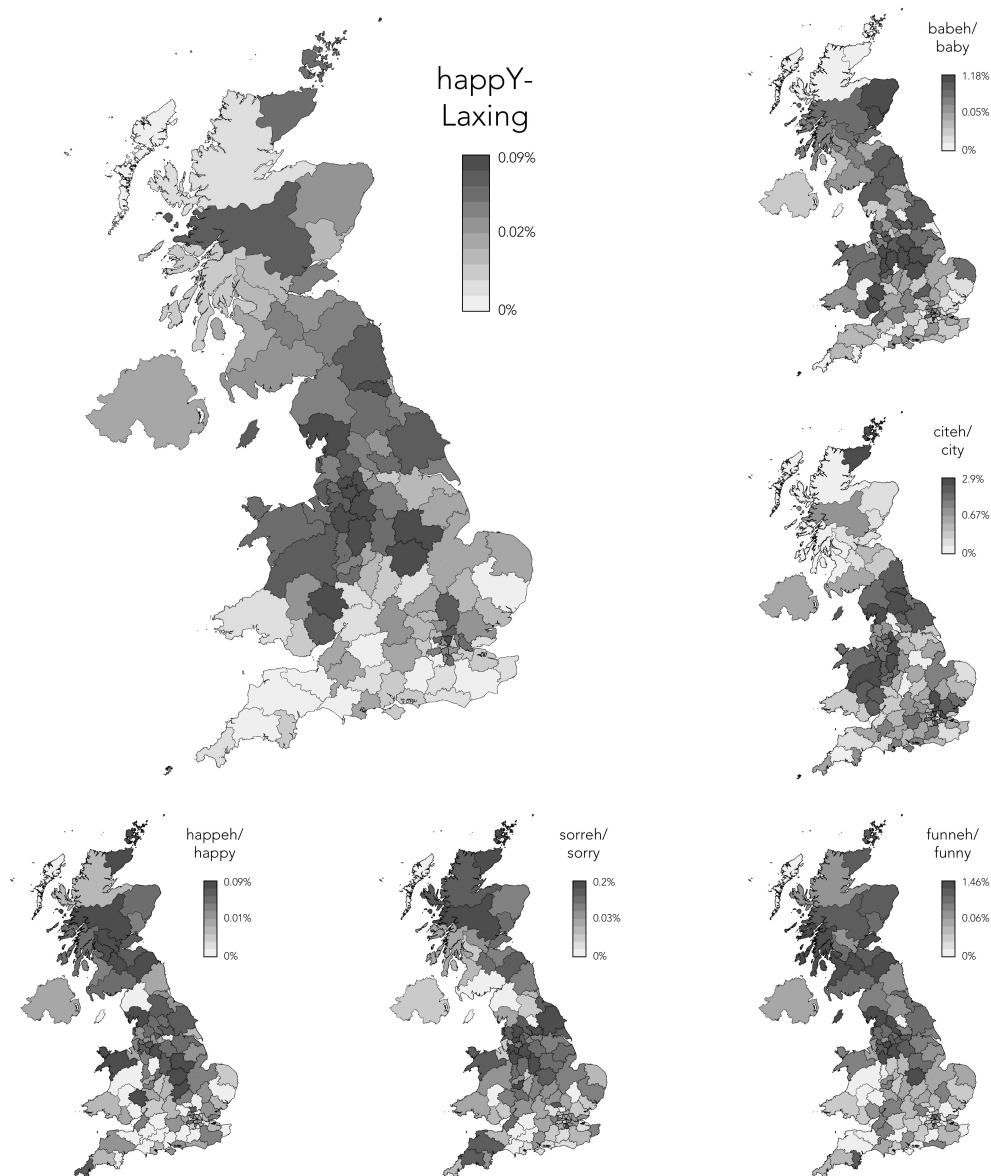 happY-
Laxing
0.09%
0.02%
0%
babeh/
baby
1.18%
0.05%
0%
citeh/
city
2.9%
0.67%
0%
happeh/
happy
0.09%
0.01%
0%
sorreh/
sorry
0.2%
0.03%
0%
funneh/
funny
1.46%
0.06%
0%